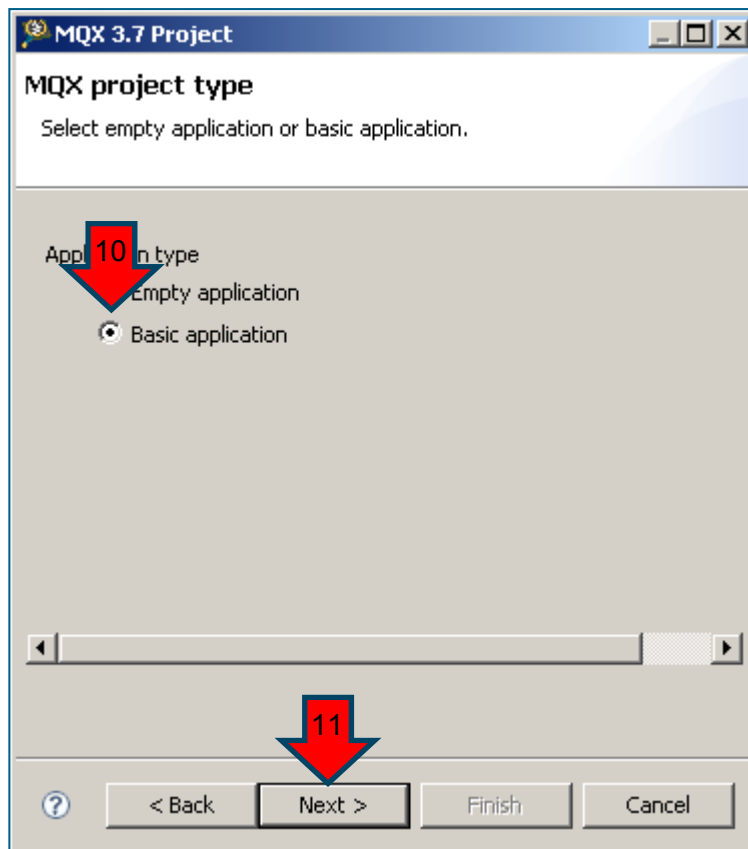 MQX 3.7 Project
MQX project type
Select empty application or basic application.
10
type
Empty application
Basic application
11
?
< Back
Next >
Finish
Cancel